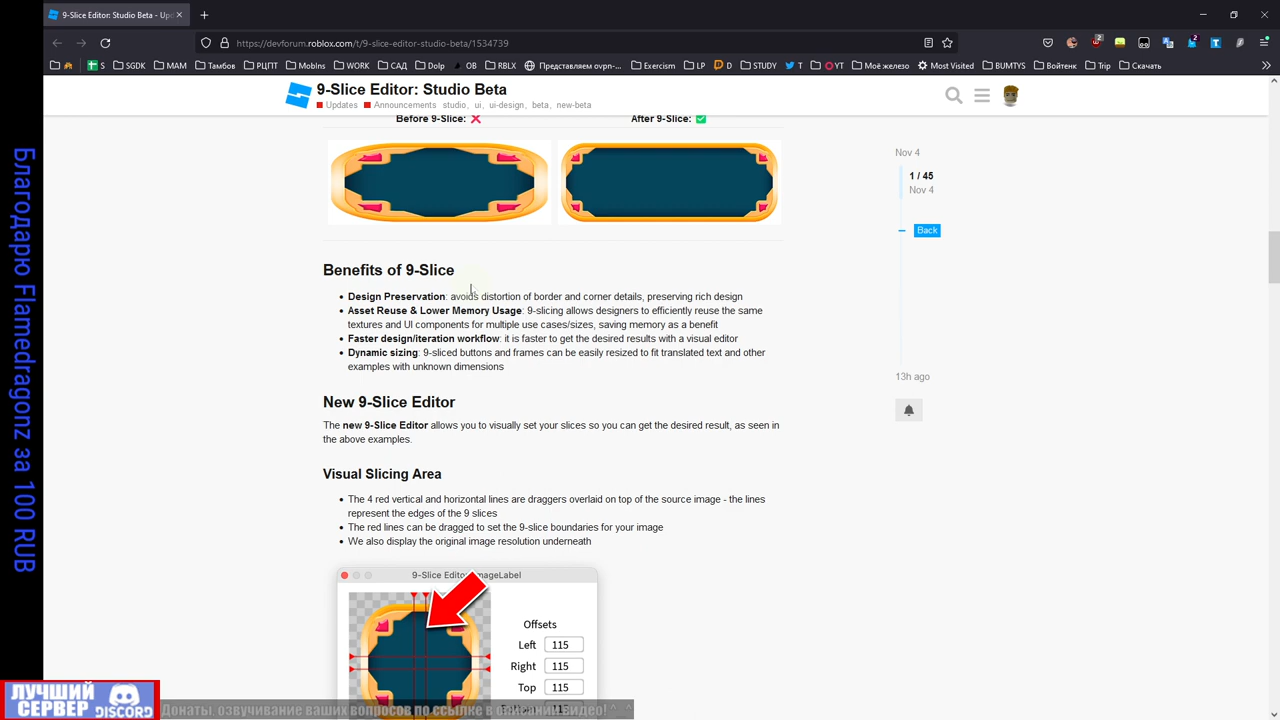 9-Slice Editor: Studio Beta - Upd
https://devforum.roblox.com/t/9-slice-editor-studio-beta/1534739
S SGDK МАМ Тамбов РЦПТ MobIns WORK САД Dolp ОВ RBLX Представляем ovpn-... Exercism LP D STUDY T YT Моё железо Most Visited BUMTYS Войнен Trip Скачать
9-Slice Editor: Studio Beta
Updates Announcements studio, ui, ui-design, beta, new-beta
Before 9-Slice: After 9-Slice:
Nov 4
1 / 45
Nov 4
Back
13h ago
Benefits of 9-Slice
Design Preservation: avoids distortion of border and corner details, preserving rich design
Asset Reuse & Lower Memory Usage: 9-slicing allows designers to efficiently reuse the same
textures and UI components for multiple use cases/sizes, saving memory as a benefit
Faster design/iteration workflow: it is faster to get the desired results with a visual editor
Dynamic sizing: 9-sliced buttons and frames can be easily resized to fit translated text and other
examples with unknown dimensions
New 9-Slice Editor
The new 9-Slice Editor allows you to visually set your slices so you can get the desired result, as seen in
the above examples.
Visual Slicing Area
The 4 red vertical and horizontal lines are draggers overlaid on top of the source image - the lines
represent the edges of the 9 slices
The red lines can be dragged to set the 9-slice boundaries for your image
We also display the original image resolution underneath
9-Slice Editor: ImageLabel
Offsets
Left 115
Right 115
Top 115
Благодарю Flamedragonz за 100 RUB
ЛУЧШИЙ
СЕРВЕР DISCORD
Донаты, озвучивание ваших вопросов по ссылке в описании видео! ^_^